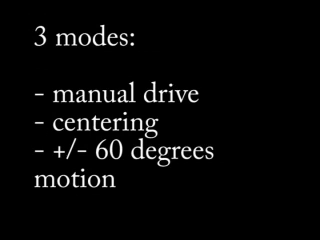 3 modes:
- manual drive
- centering
- +/- 60 degrees
motion